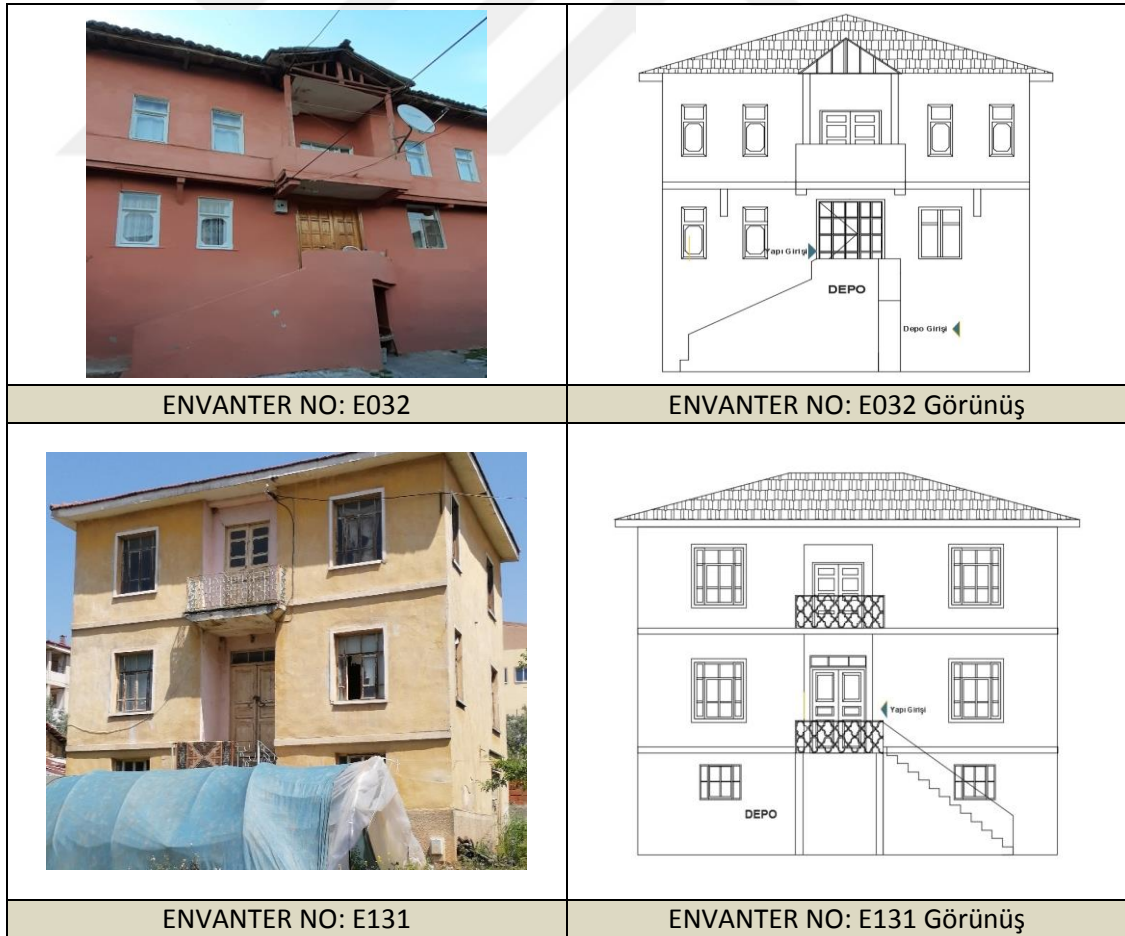 Yapı Girişi
DEPO
Depo Girişi
ENVANTER NO: E032
ENVANTER NO: E032 Görünüş
Yapı Girişi
DEPO
ENVANTER NO: E131
ENVANTER NO: E131 Görünüş